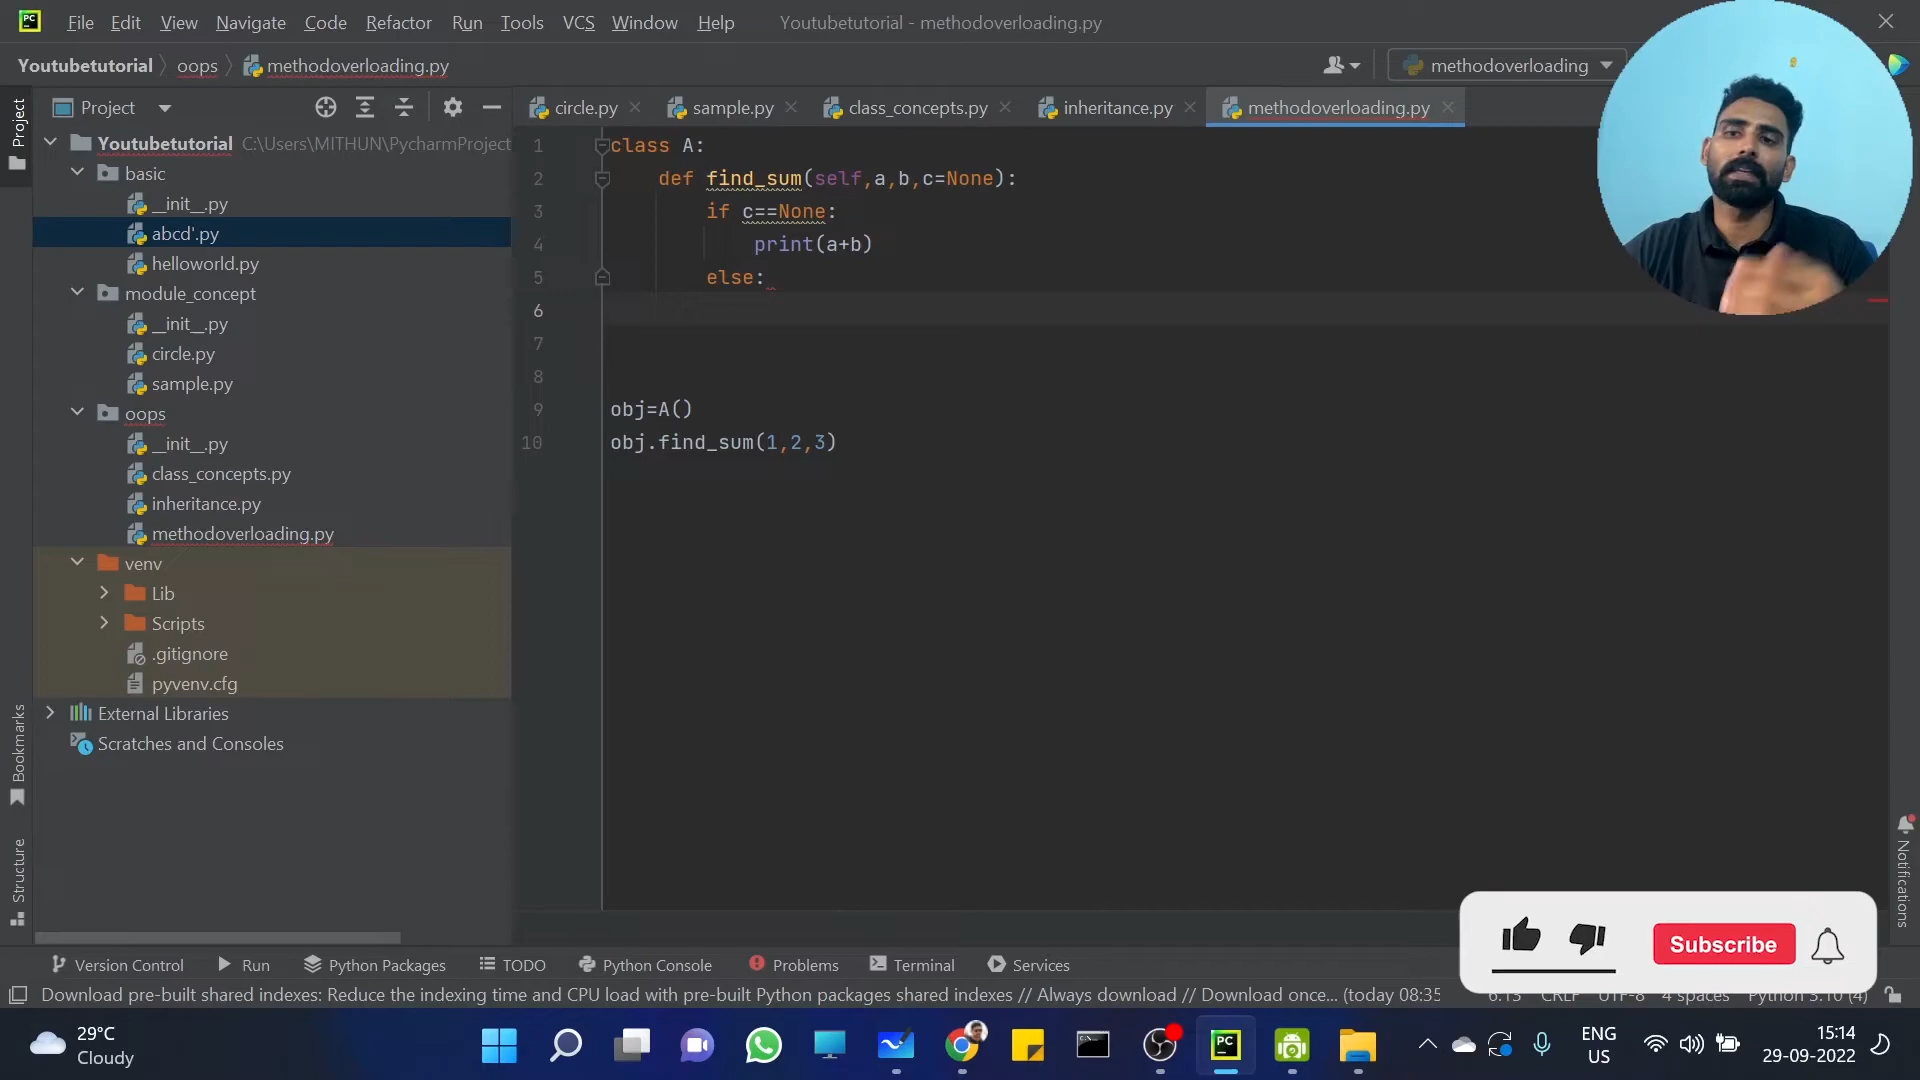 PC File Edit View Navigate Code Refactor Run Tools VCS Window Help Youtubetutorial - methodoverloading.py
Youtubetutorial oops methodoverloading.py methodoverloading
Project circle.py sample.py class_concepts.py inheritance.py methodoverloading.py
Project
Youtubetutorial C:\Users\MITHUN\PycharmProject
basic
__init__.py
abcd'.py
helloworld.py
module_concept
__init__.py
circle.py
sample.py
oops
__init__.py
class_concepts.py
inheritance.py
methodoverloading.py
venv
Lib
Scripts
.gitignore
pyvenv.cfg
External Libraries
Scratches and Consoles
Bookmarks
Structure
1 class A:
2 def find_sum(self,a,b,c=None):
3 if c==None:
4 print(a+b)
5 else:
6
7
8
9 obj=A()
10 obj.find_sum(1,2,3)
Notifications
Subscribe
Version Control Run Python Packages TODO Python Console Problems Terminal Services
Download pre-built shared indexes: Reduce the indexing time and CPU load with pre-built Python packages shared indexes // Always download // Download once... (today 08:35 6:13 CRLF UTF-8 4 spaces Python 3.10 (4)
29°C
Cloudy
PC
ENG
US
15:14
29-09-2022